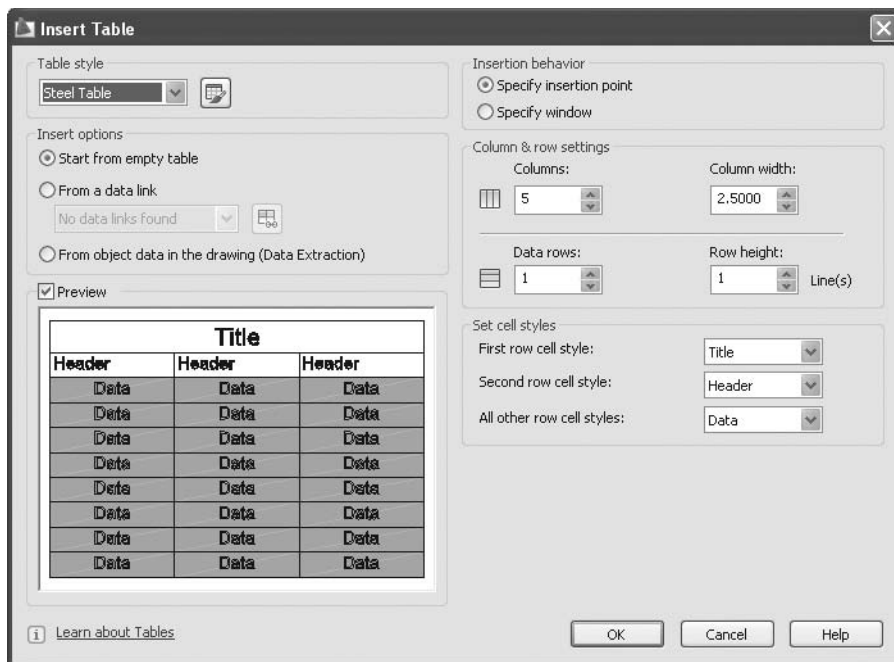 Insert Table
Table style
Steel Table
Insert options
Start from empty table
From a data link
No data links found
From object data in the drawing (Data Extraction)
Preview
Title
Header Header Header
Data Data Data
Data Data Data
Data Data Data
Data Data Data
Data Data Data
Data Data Data
Data Data Data
Data Data Data
Learn about Tables
Insertion behavior
Specify insertion point
Specify window
Column & row settings
Columns: Column width:
5 2.5000
Data rows: Row height:
1 1 Line(s)
Set cell styles
First row cell style: Title
Second row cell style: Header
All other row cell styles: Data
OK Cancel Help